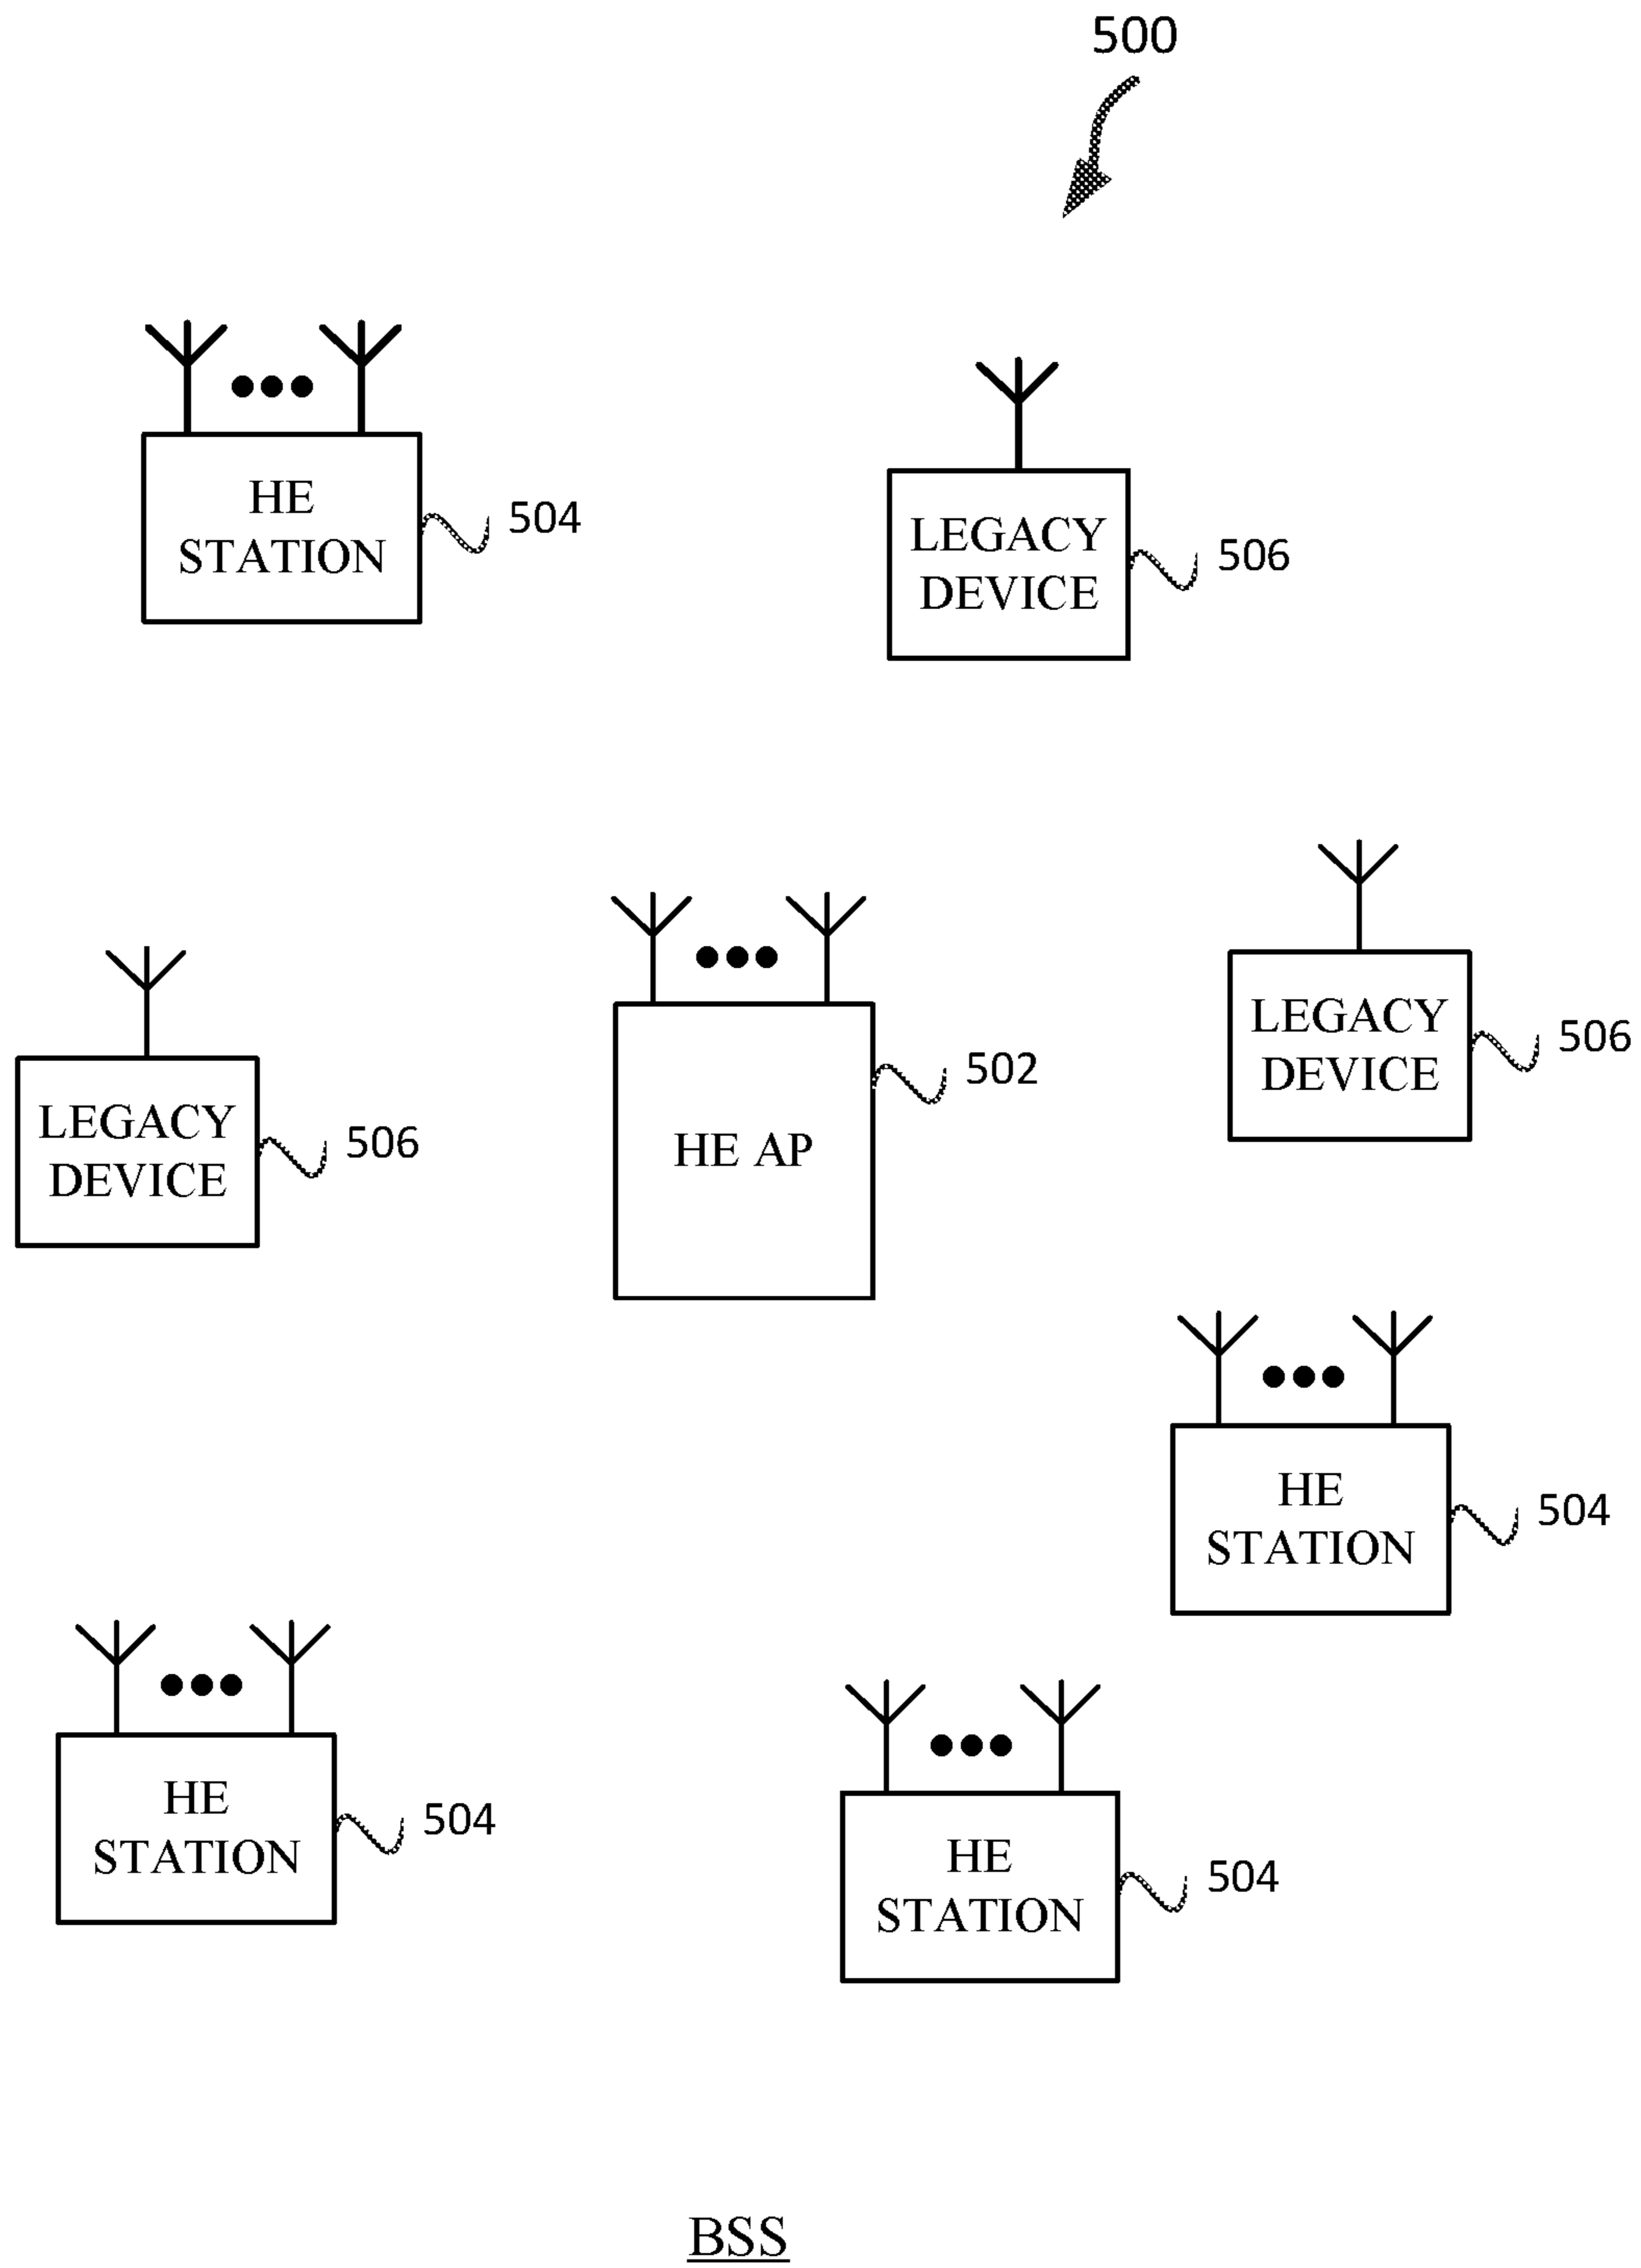 500
HE
STATION
504
LEGACY
DEVICE
506
LEGACY
DEVICE
506
HE AP
502
LEGACY
DEVICE
506
HE
STATION
504
HE
STATION
504
HE
STATION
504
BSS